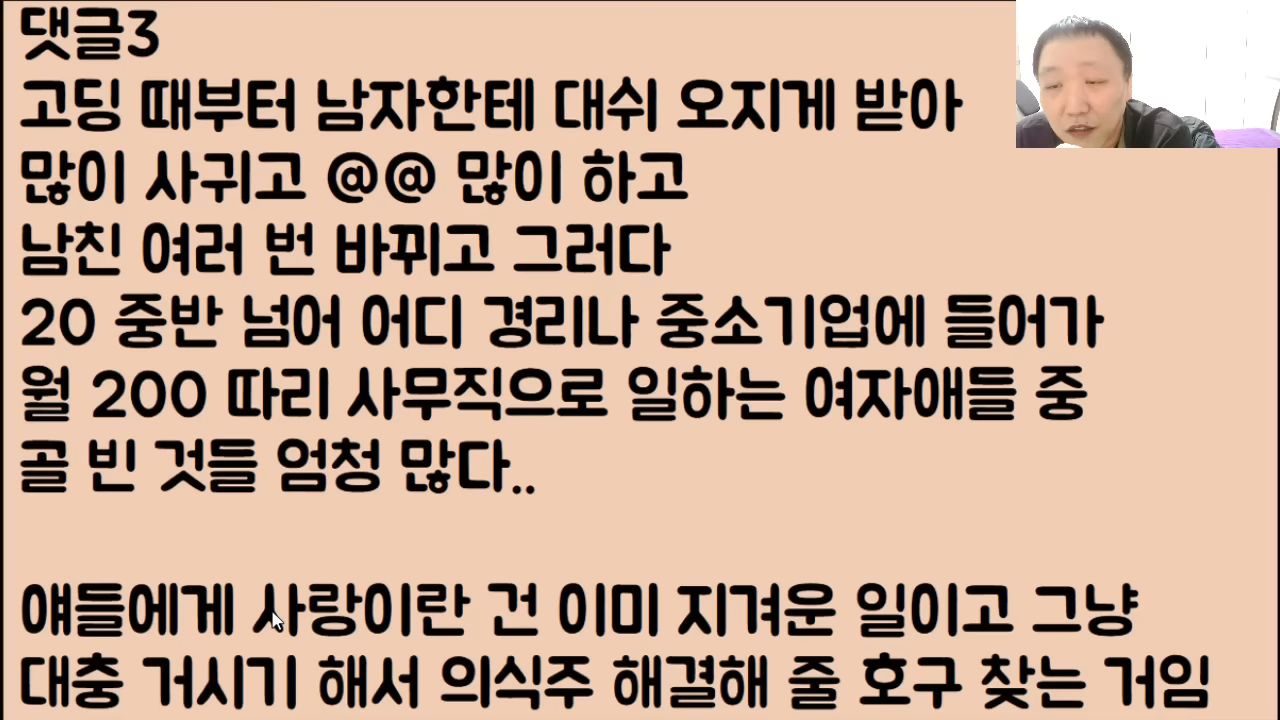 댓글3
고딩 때부터 남자한테 대쉬 오지게 받아
많이 사귀고 @@ 많이 하고
남친 여러 번 바뀌고 그러다
20 중반 넘어 어디 경리나 중소기업에 들어가
월 200 따리 사무직으로 일하는 여자애들 중
골 빈 것들 엄청 많다..
얘들에게 사랑이란 건 이미 지겨운 일이고 그냥
대충 거시기 해서 의식주 해결해 줄 호구 찾는 거임